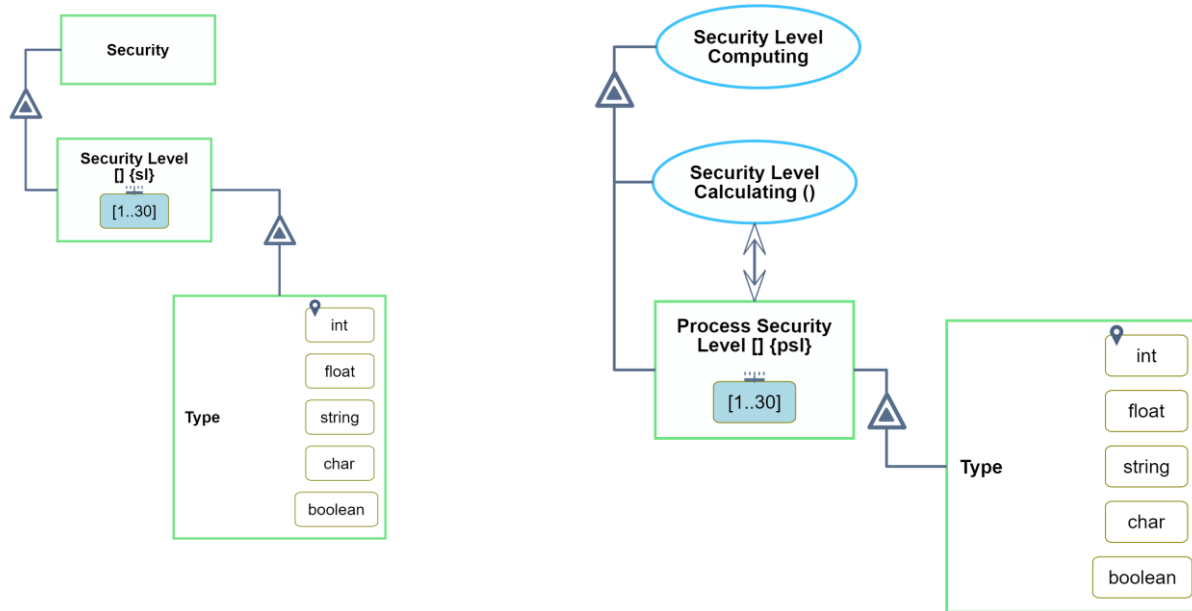 Security
Security Level
[] {sl}
[1..30]
Type
int
float
string
char
boolean
Security Level
Computing
Security Level
Calculating ()
Process Security
Level [] {psl}
[1..30]
Type
int
float
string
char
boolean